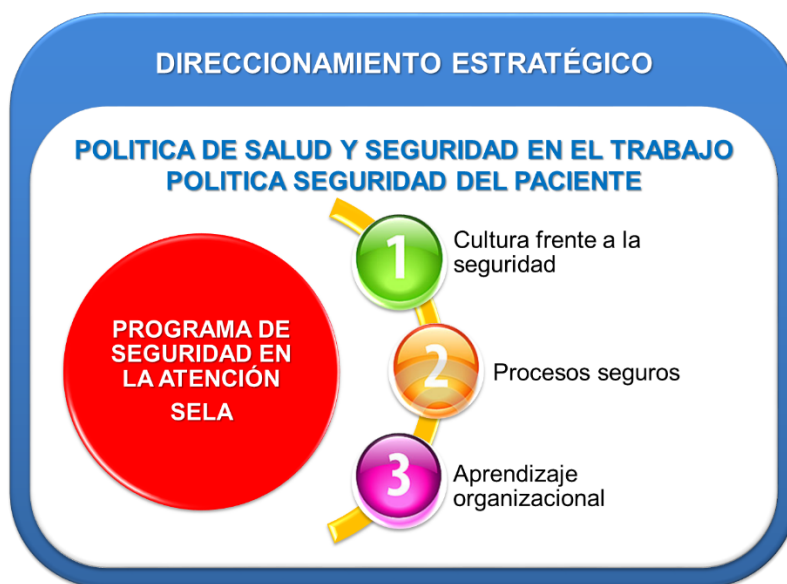 DIRECCIONAMIENTO ESTRATÉGICO
POLITICA DE SALUD Y SEGURIDAD EN EL TRABAJO
POLITICA SEGURIDAD DEL PACIENTE
PROGRAMA DE
SEGURIDAD EN
LA ATENCIÓN
SELA
1
Cultura frente a la
seguridad
2
Procesos seguros
3
Aprendizaje
organizacional